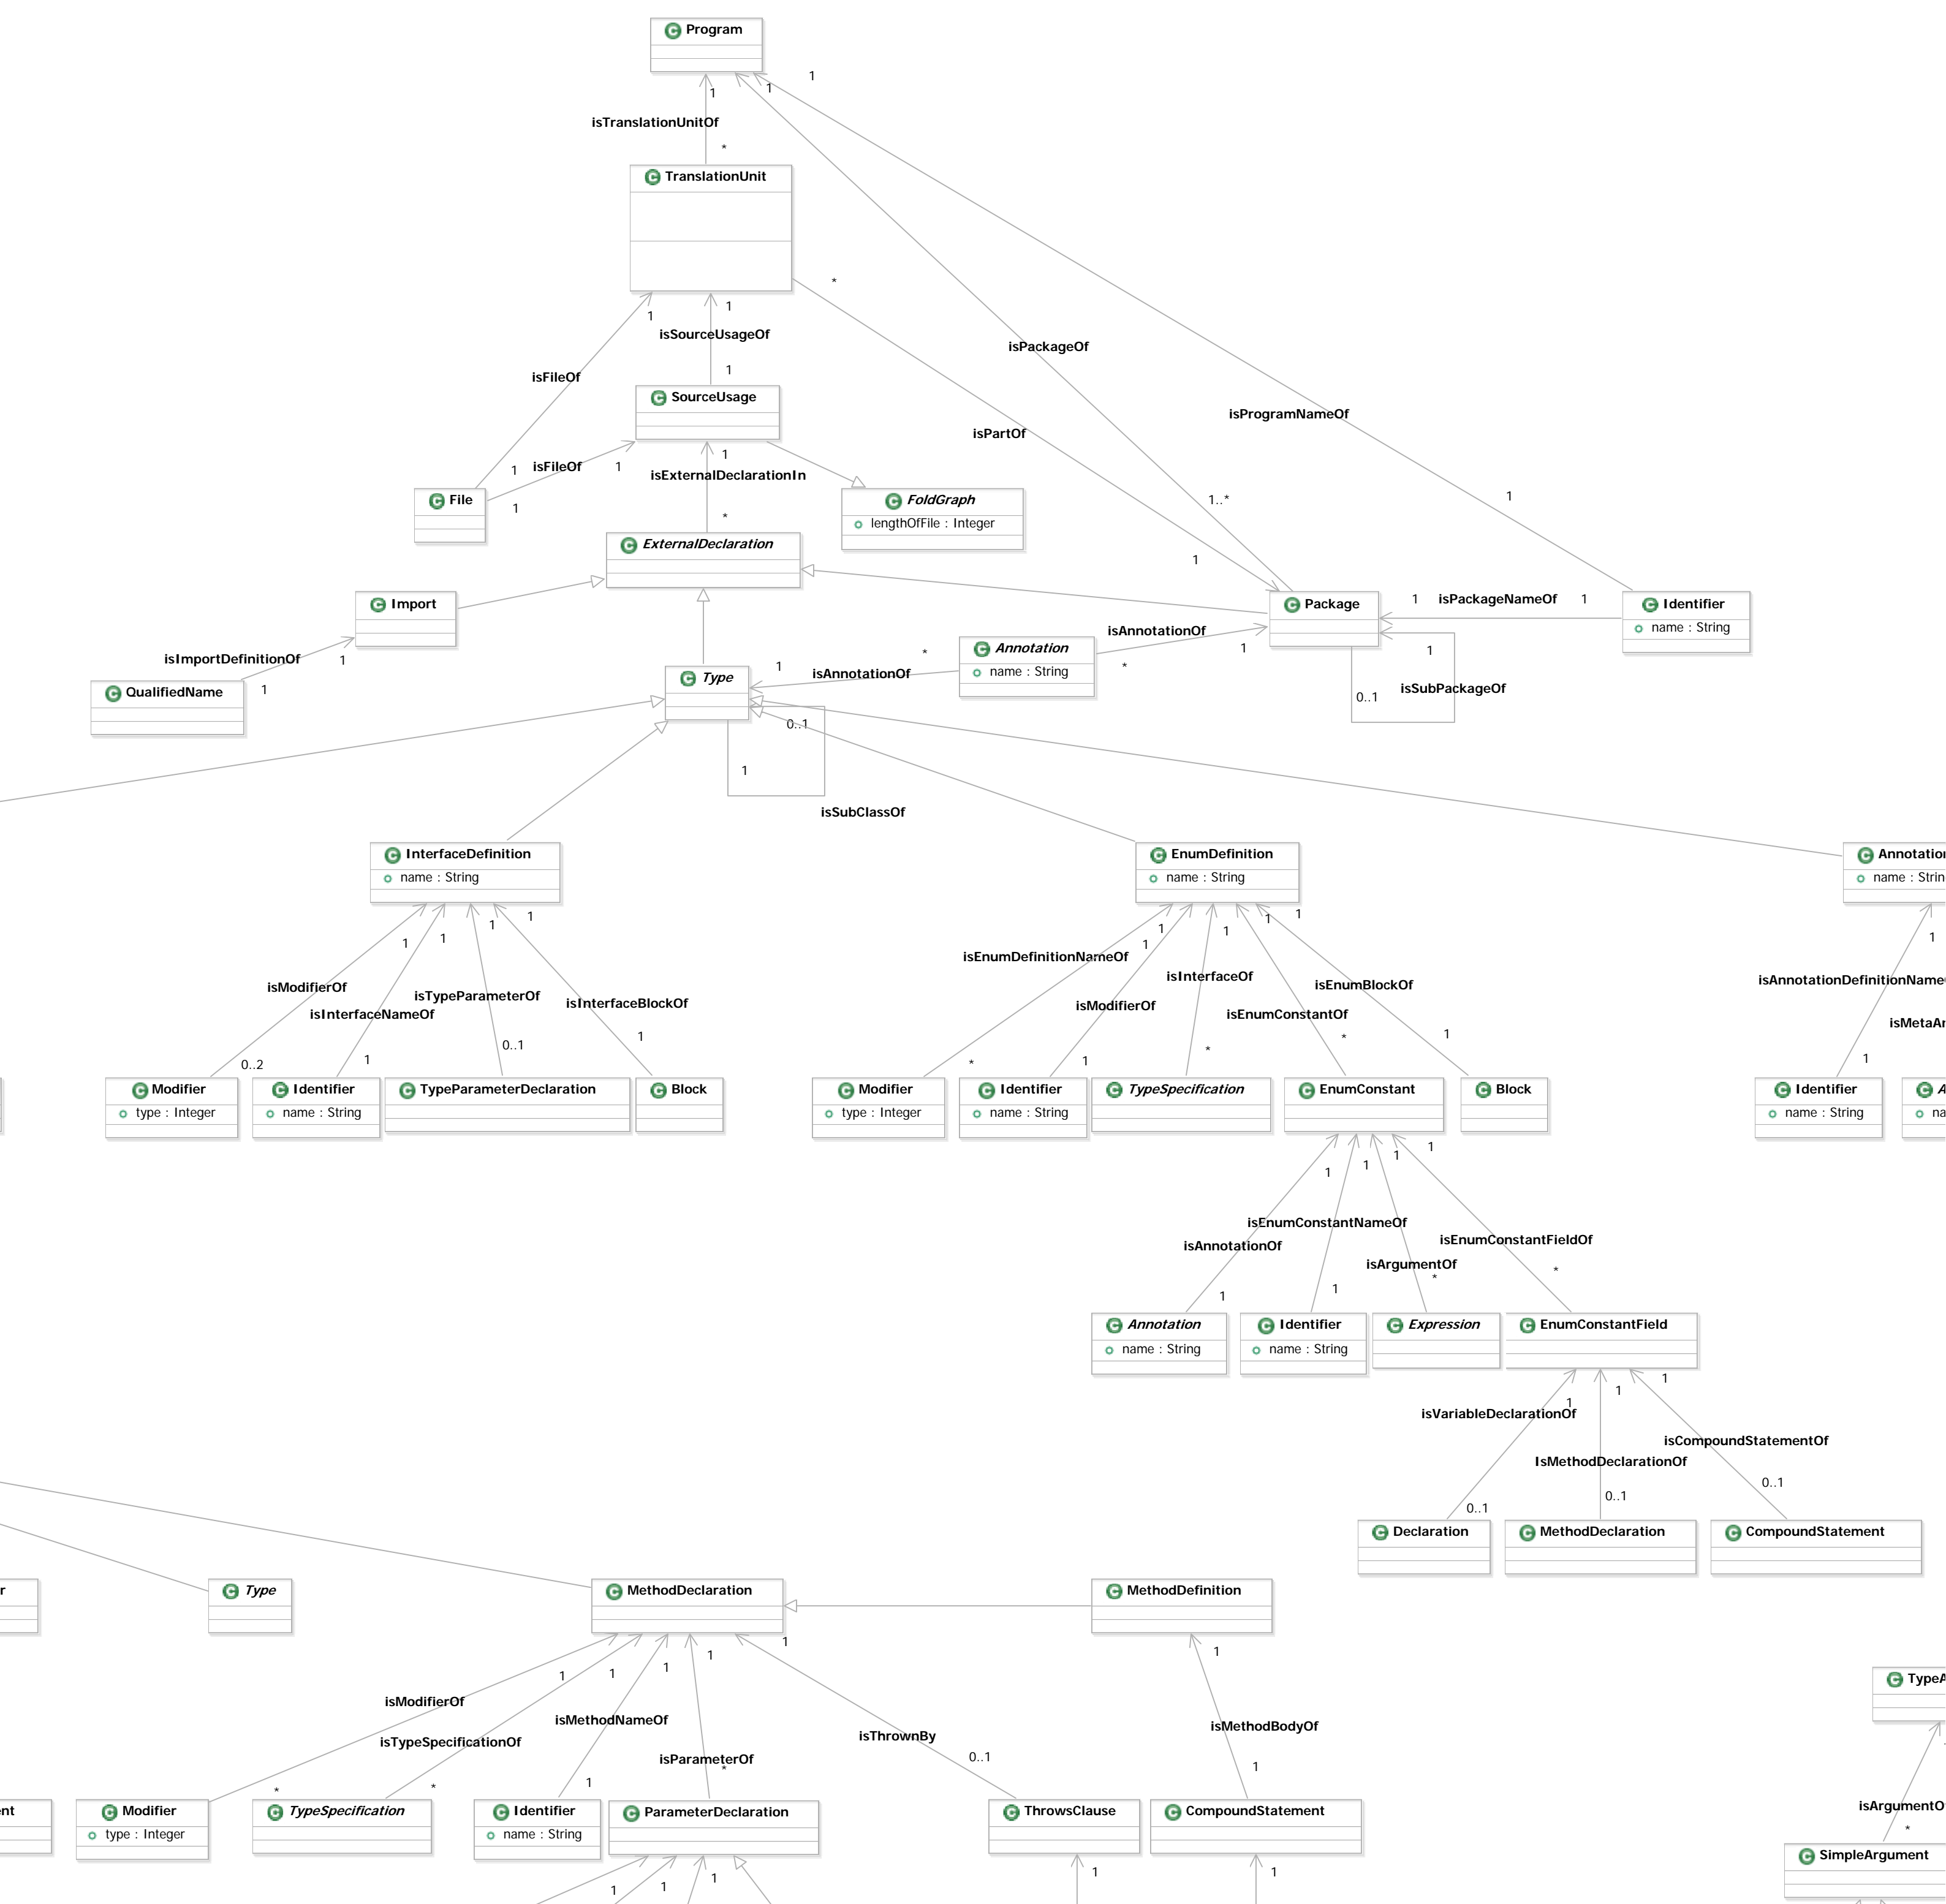 Program
1
1
1
isTranslationUnitOf
*
TranslationUnit
*
1
1
isSourceUsageOf
isPackageOf
1
isFileOf
SourceUsage
isProgramNameOf
isPartOf
1
isFileOf
1
1
isExternalDeclarationIn
1
1..*
1
File
FoldGraph
lengthOfFile : Integer
*
ExternalDeclaration
1
Import
Package
1
isPackageNameOf
1
Identifier
name : String
isImportDefinitionOf
1
isAnnotationOf
*
Annotation
name : String
1
*
1
QualifiedName
1
Type
1
isAnnotationOf
0..1
isSubPackageOf
0..1
1
isSubClassOf
InterfaceDefinition
name : String
EnumDefinition
name : String
Annotation
name : Strin
1
1
1
1
1
1
1
1
1
1
isModifierOf
isInterfaceNameOf
isTypeParameterOf
isInterfaceBlockOf
isEnumDefinitionNameOf
isModifierOf
isInterfaceOf
isEnumConstantOf
isEnumBlockOf
isAnnotationDefinitionName
isMetaA
0..2
1
0..1
1
*
1
*
*
1
1
Modifier
type : Integer
Identifier
name : String
TypeParameterDeclaration
Block
Modifier
type : Integer
Identifier
name : String
TypeSpecification
EnumConstant
Block
Identifier
name : String
A
na
1
1
1
1
isEnumConstantNameOf
isAnnotationOf
isEnumConstantFieldOf
isArgumentOf
1
1
*
*
Annotation
name : String
Identifier
name : String
Expression
EnumConstantField
1
1
1
isVariableDeclarationOf
isCompoundStatementOf
IsMethodDeclarationOf
0..1
0..1
0..1
Declaration
MethodDeclaration
CompoundStatement
r
Type
MethodDeclaration
MethodDefinition
1
1
1
1
1
1
TypeA
isModifierOf
isTypeSpecificationOf
isMethodNameOf
isParameterOf
isThrownBy
isMethodBodyOf
*
*
1
*
0..1
1
isArgumentO
*
nt
Modifier
type : Integer
TypeSpecification
Identifier
name : String
ParameterDeclaration
ThrowsClause
CompoundStatement
SimpleArgument
1
1
1
1
1